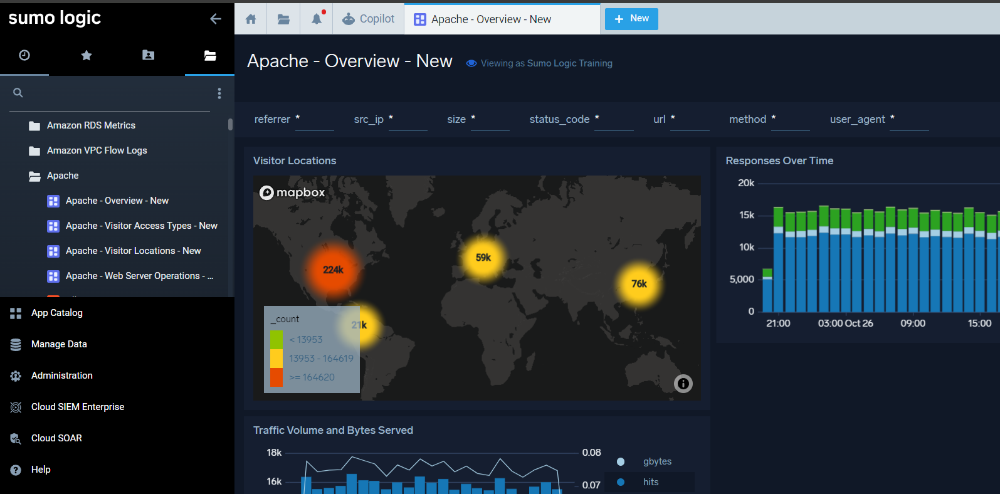 sumo logic
Copilot
Apache - Overview - New
+ New
Apache - Overview - New
Viewing as Sumo Logic Training
referrer *
src_ip *
size *
status_code *
url *
method *
user_agent *
Amazon RDS Metrics
Amazon VPC Flow Logs
Apache
Apache - Overview - New
Apache - Visitor Access Types - New
Apache - Visitor Locations - New
Apache - Web Server Operations - ...
App Catalog
Manage Data
Administration
Cloud SIEM Enterprise
Cloud SOAR
Help
Visitor Locations
mapbox
224k
59k
76k
21k
_count
< 13953
13953 - 164619
>= 164620
Responses Over Time
20k
15k
10k
5,000
0
21:00
03:00 Oct 26
09:00
15:00
Traffic Volume and Bytes Served
18k
16k
0.08
0.07
gbytes
hits